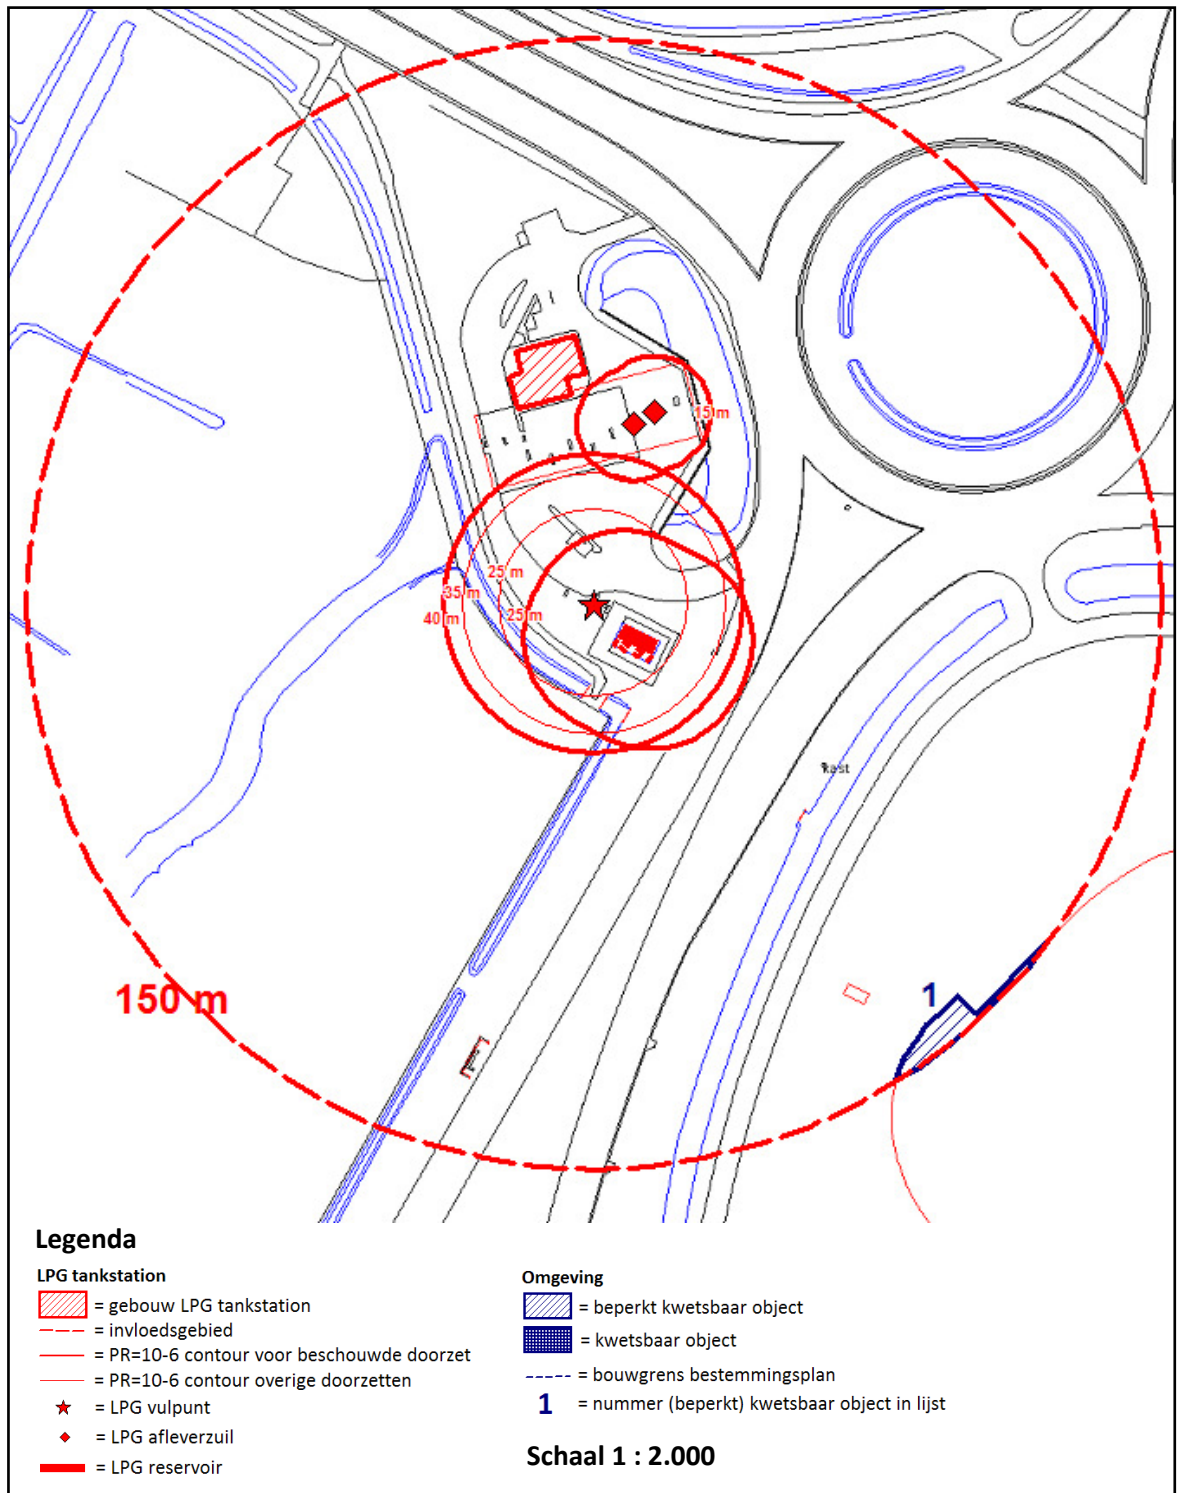 15 m
25 m
35 m
25 m
40 m
kast
150 m
1
Legenda
LPG tankstation
= gebouw LPG tankstation
= invloedsgebied
= PR=10-6 contour voor beschouwde doorzet
= PR=10-6 contour overige doorzetten
= LPG vulpunt
= LPG afleverzuil
= LPG reservoir
Omgeving
= beperkt kwetsbaar object
= kwetsbaar object
= bouwgrens bestemmingsplan
1 = nummer (beperkt) kwetsbaar object in lijst
Schaal 1 : 2.000